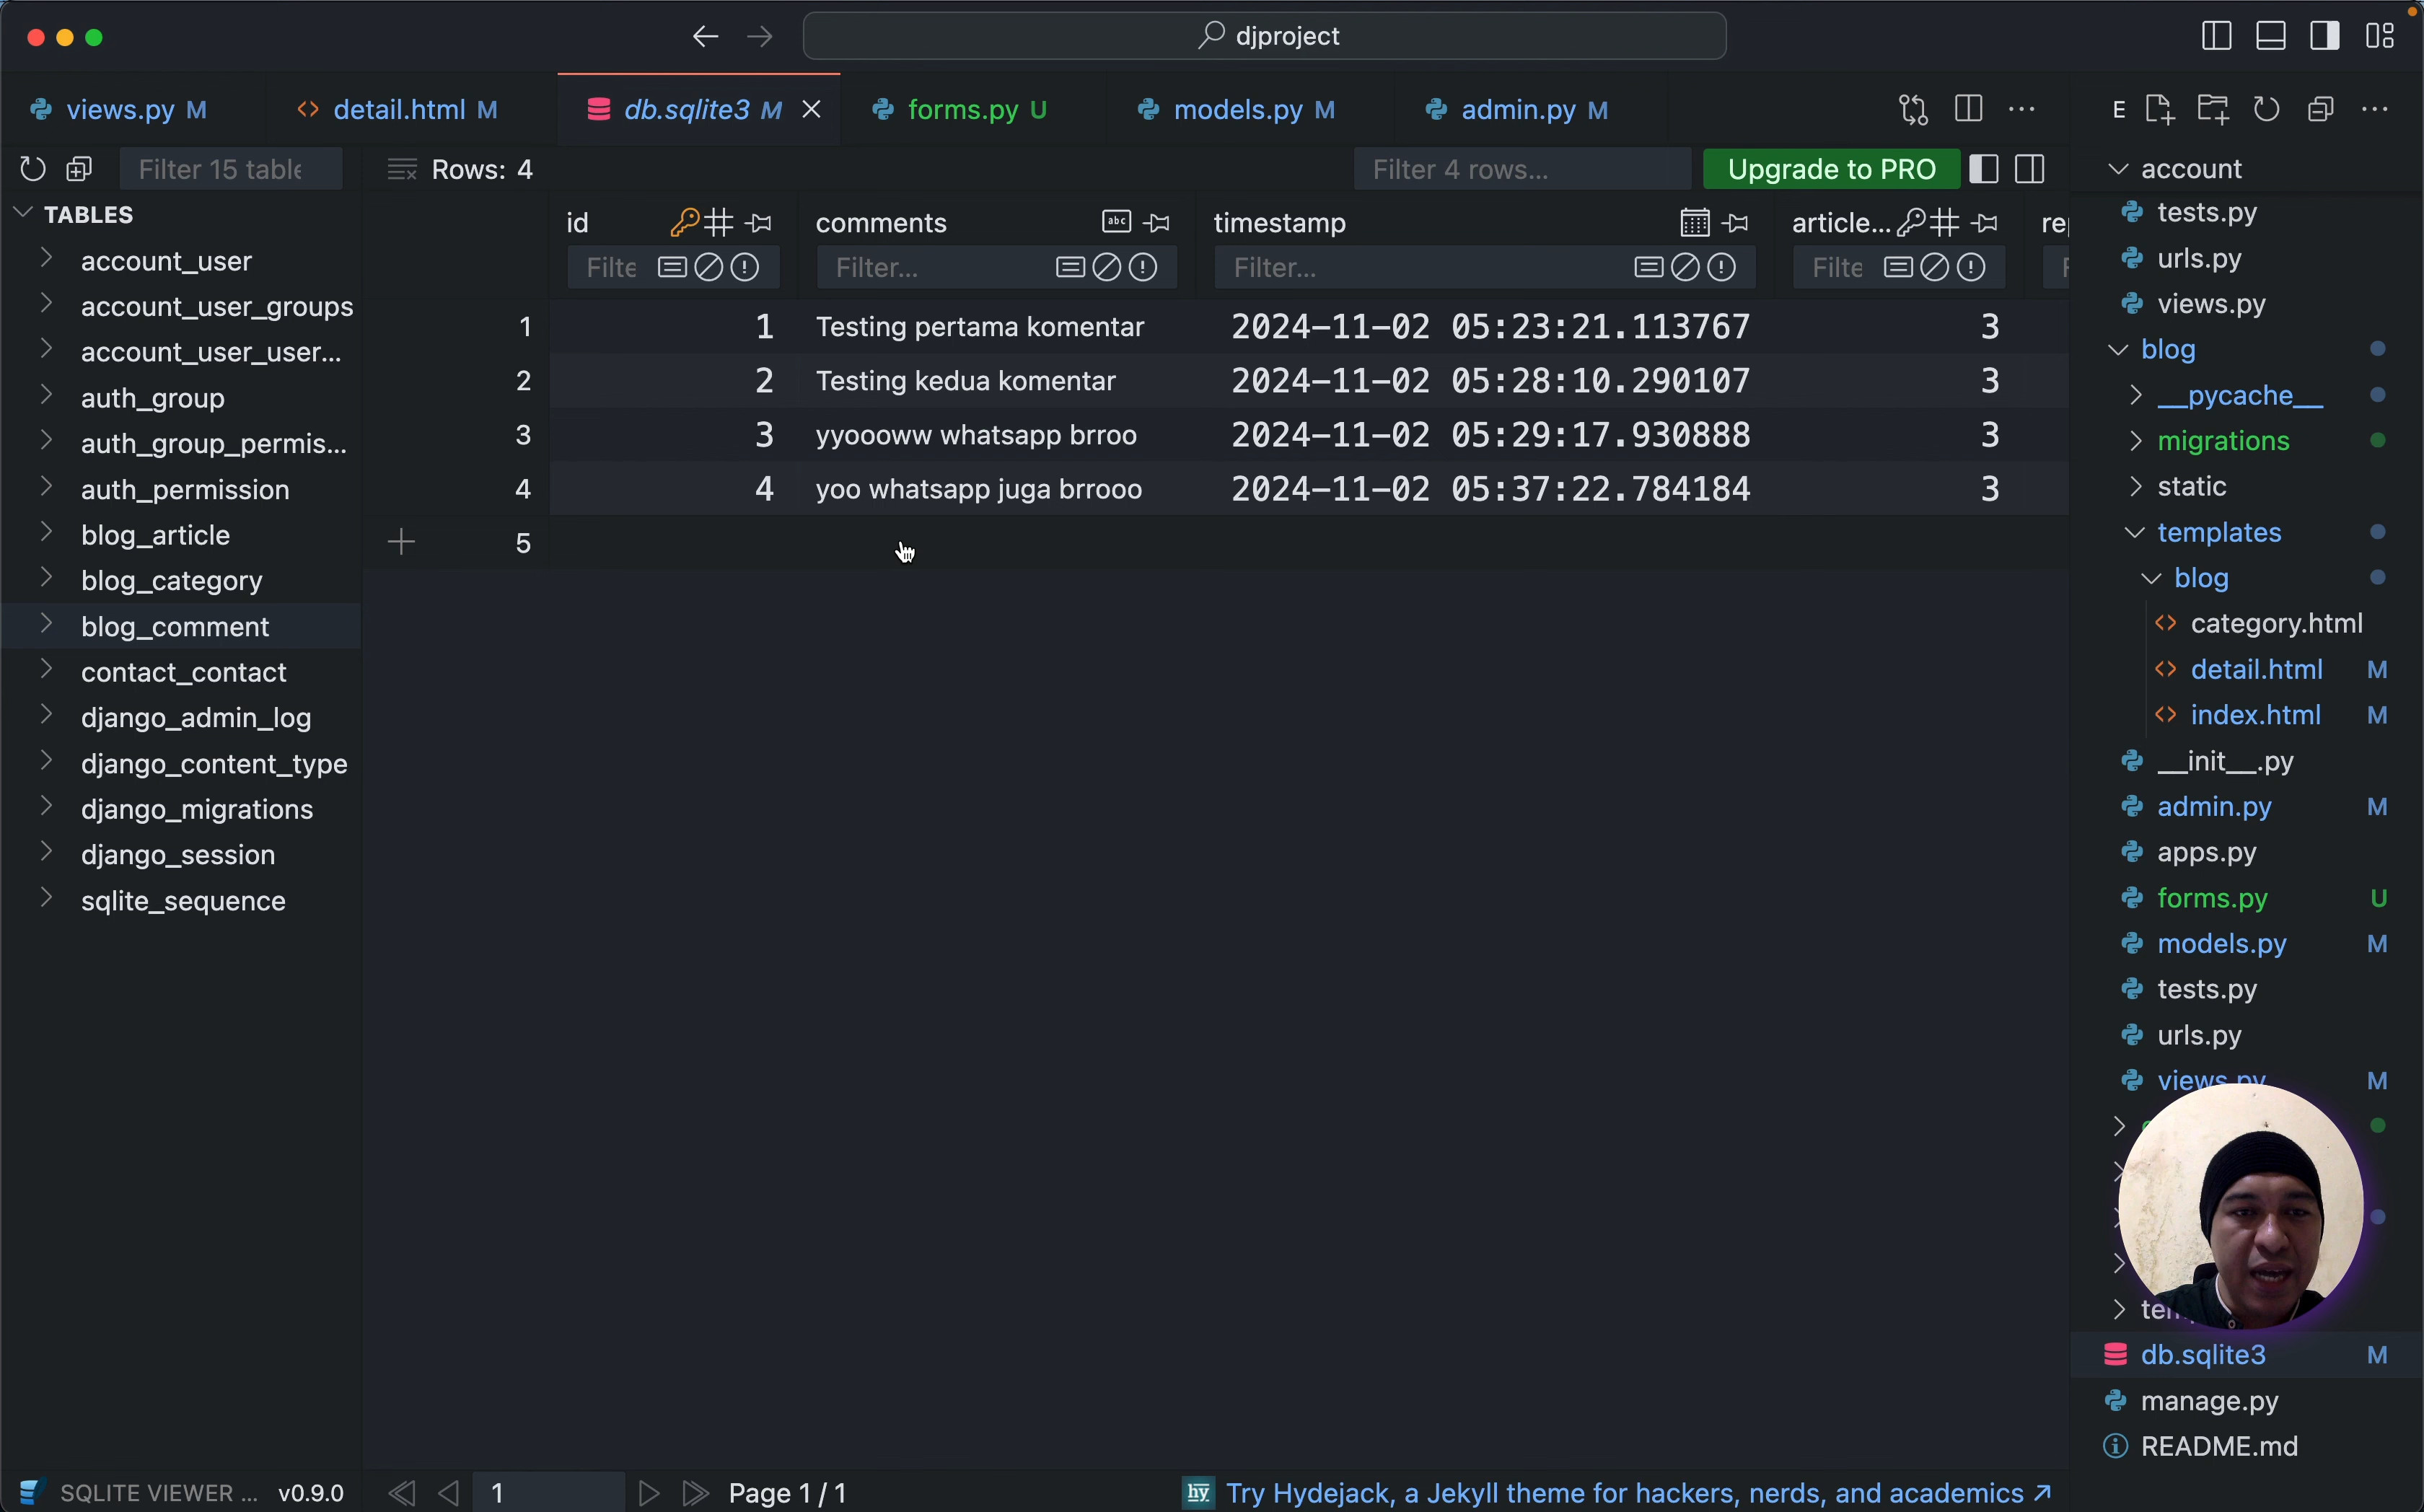 djproject
views.py M
detail.html M
db.sqlite3 M
forms.py U
models.py M
admin.py M
E
Filter 15 table
Rows: 4
Filter 4 rows...
Upgrade to PRO
TABLES
account_user
account_user_groups
account_user_user...
auth_group
auth_group_permis...
auth_permission
blog_article
blog_category
blog_comment
contact_contact
django_admin_log
django_content_type
django_migrations
django_session
sqlite_sequence
id comments timestamp article...
Filte Filter... Filter... Filte
1 1 Testing pertama komentar 2024-11-02 05:23:21.113767 3
2 2 Testing kedua komentar 2024-11-02 05:28:10.290107 3
3 3 yyoooww whatsapp brroo 2024-11-02 05:29:17.930888 3
4 4 yoo whatsapp juga brrooo 2024-11-02 05:37:22.784184 3
5
account
tests.py
urls.py
views.py
blog
__pycache__
migrations
static
templates
blog
category.html
detail.html M
index.html M
__init__.py
admin.py M
apps.py
forms.py U
models.py M
tests.py
urls.py
views.py M
db.sqlite3 M
manage.py
README.md
SQLITE VIEWER ... v0.9.0
1
Page 1 / 1
hy Try Hydejack, a Jekyll theme for hackers, nerds, and academics ↗